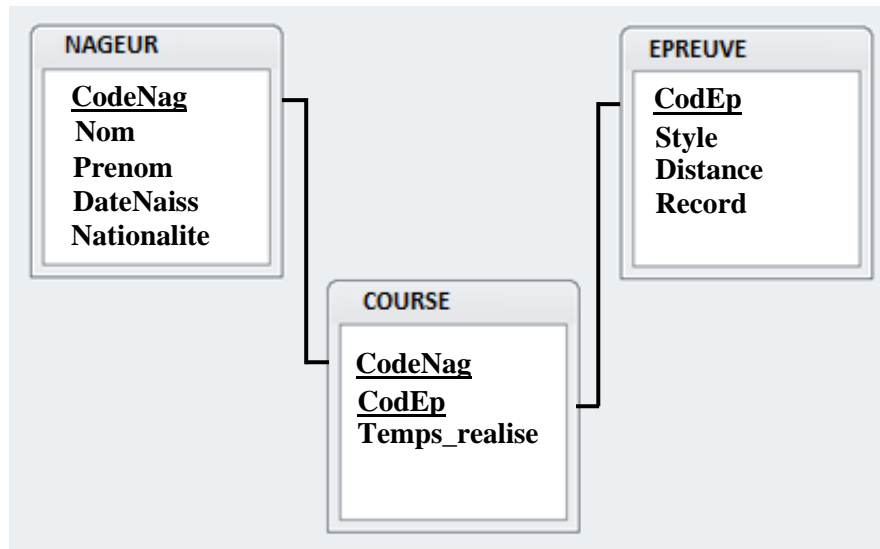 NAGEUR
CodeNag
Nom
Prenom
DateNaiss
Nationalite
EPREUVE
CodEp
Style
Distance
Record
COURSE
CodeNag
CodEp
Temps_realise